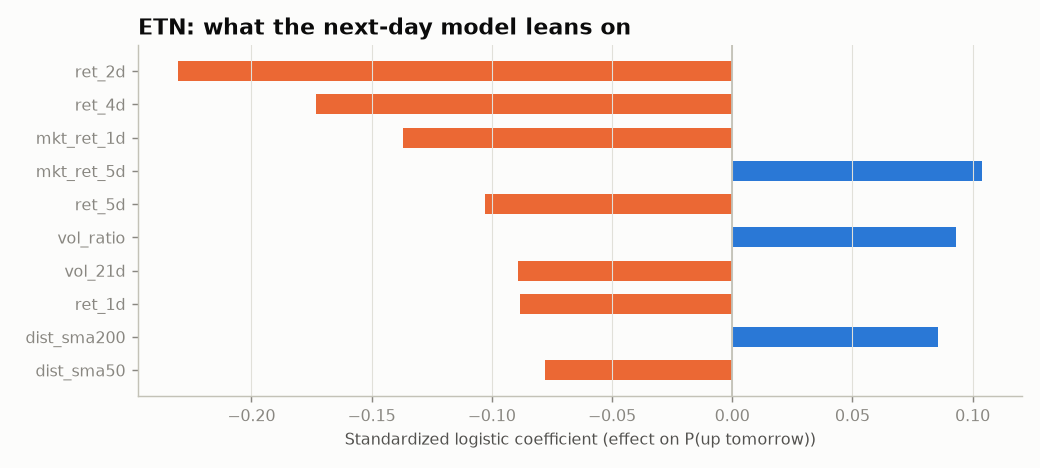 ETN: what the next-day model leans on
ret_2d
ret_4d
mkt_ret_1d
mkt_ret_5d
ret_5d
vol_ratio
vol_21d
ret_1d
dist_sma200
dist_sma50
−0.20 −0.15 −0.10 −0.05 0.00 0.05 0.10
Standardized logistic coefficient (effect on P(up tomorrow))